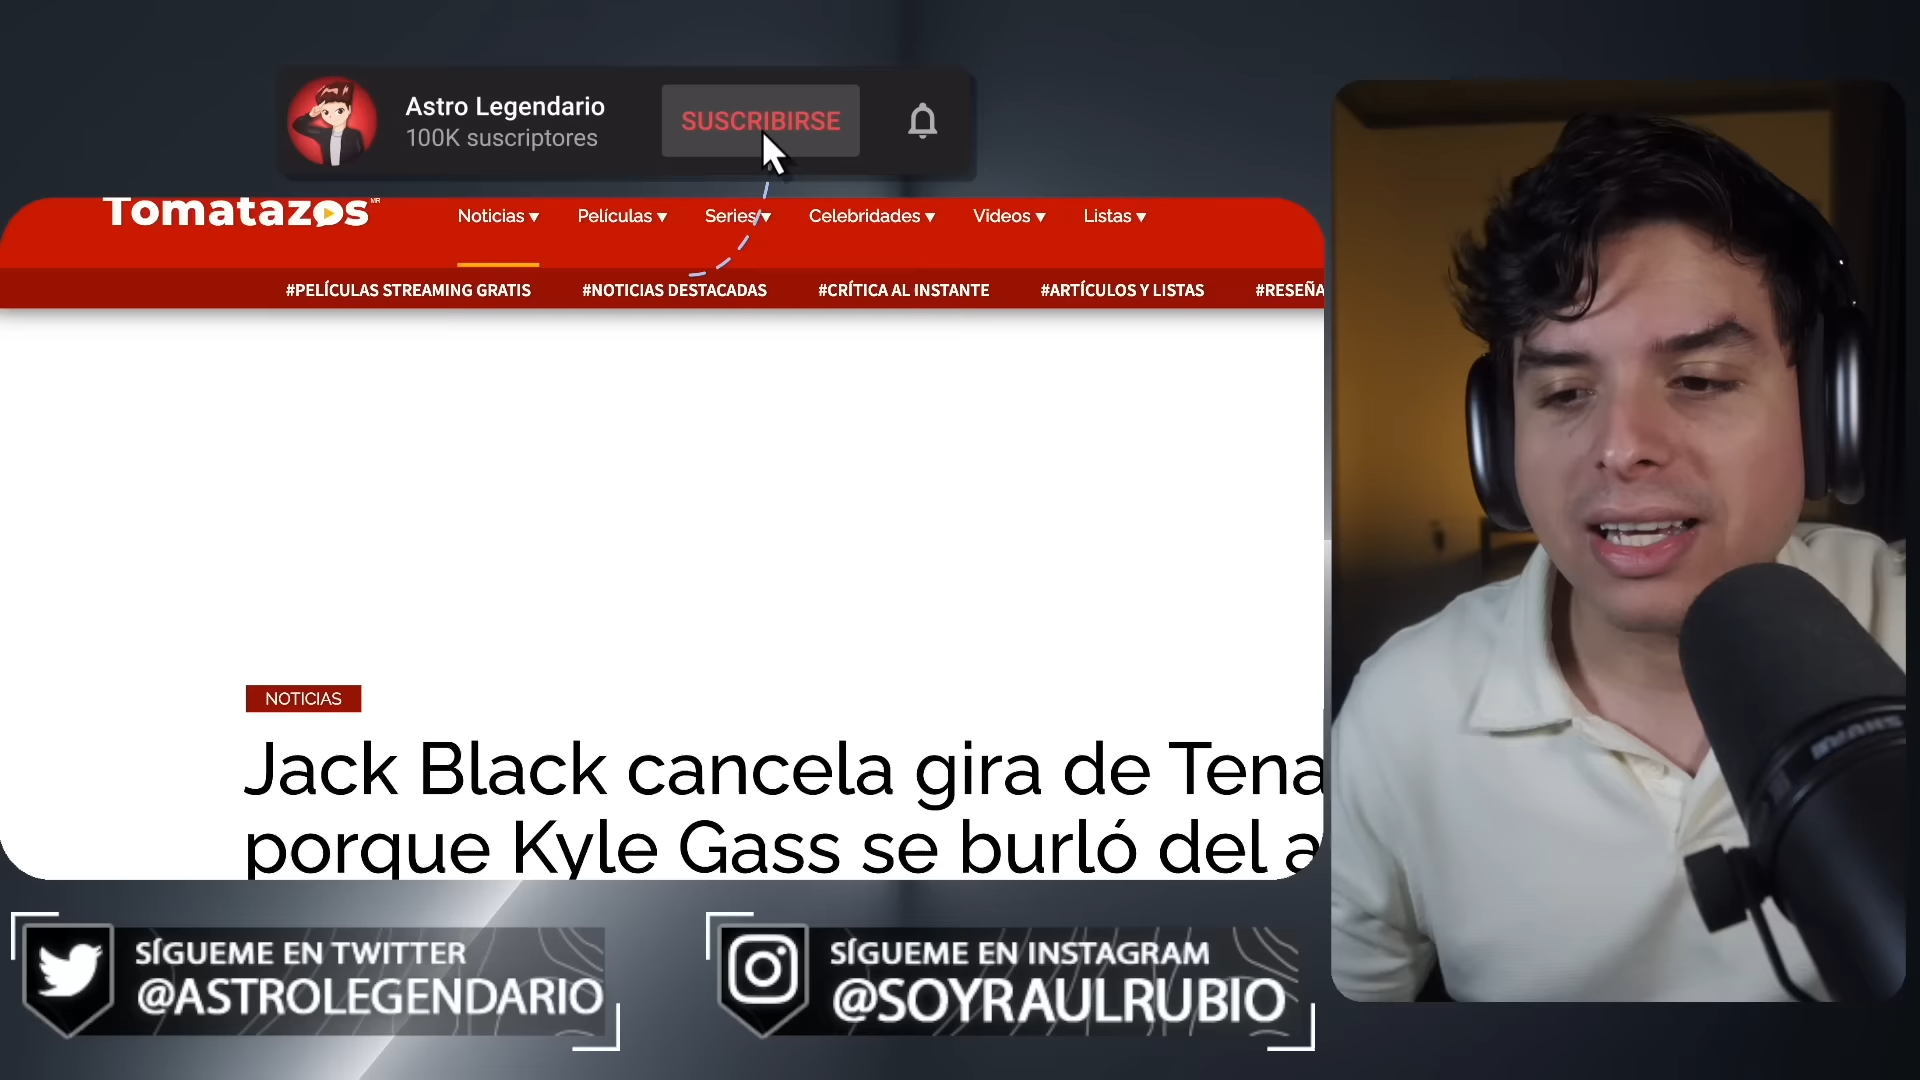 Astro Legendario
100K suscriptores
SUSCRIBIRSE
Tomatazos MR
Noticias ▾ Películas ▾ Series ▾ Celebridades ▾ Videos ▾ Listas ▾
#PELÍCULAS STREAMING GRATIS #NOTICIAS DESTACADAS #CRÍTICA AL INSTANTE #ARTÍCULOS Y LISTAS #RESEÑA
NOTICIAS
Jack Black cancela gira de Tena
porque Kyle Gass se burló del a
SÍGUEME EN TWITTER
@ASTROLEGENDARIO
SÍGUEME EN INSTAGRAM
@SOYRAULRUBIO
SHURE